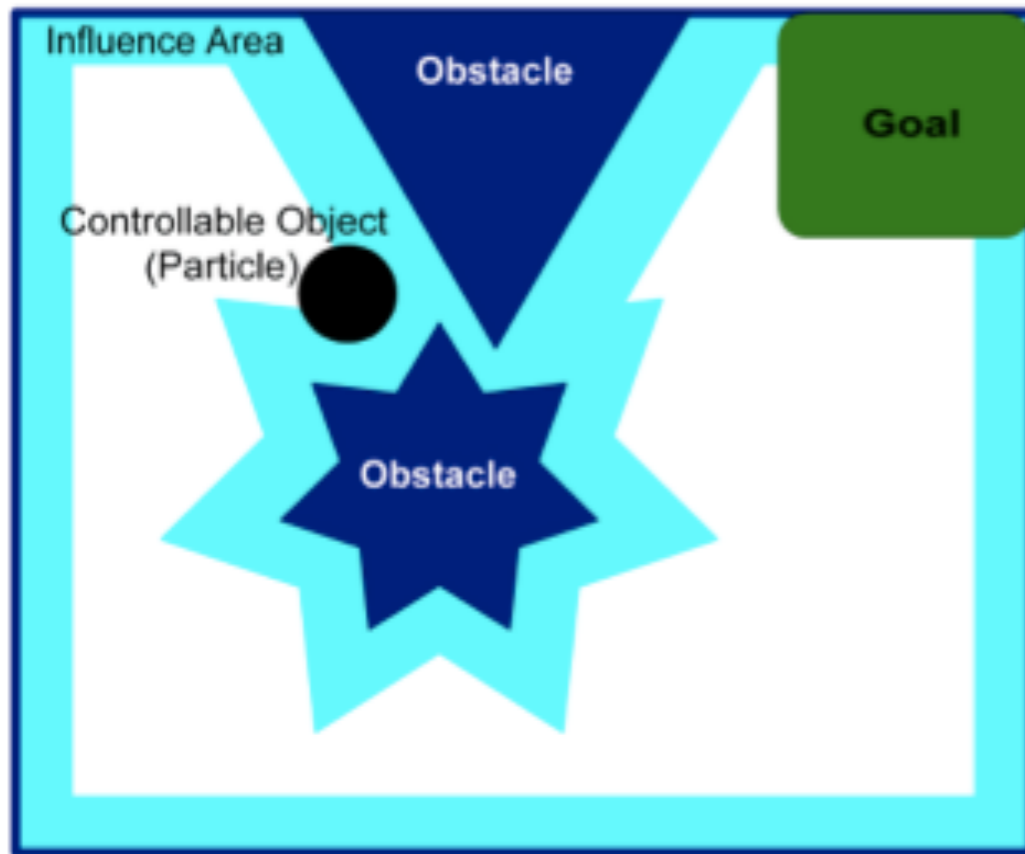 Influence Area
Obstacle
Goal
Controllable Object
(Particle)
Obstacle